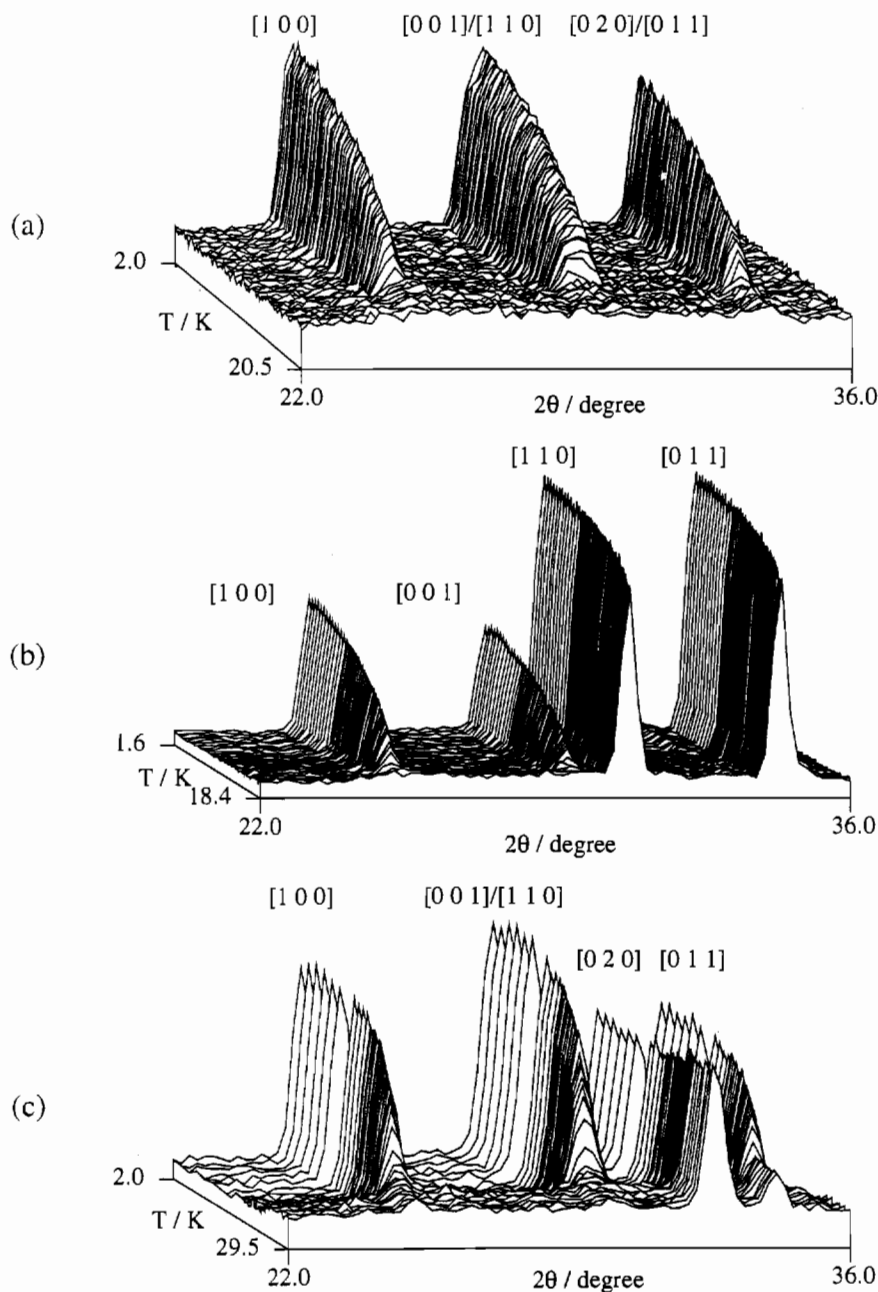 [1 0 0] [0 0 1]/[1 1 0] [0 2 0]/[0 1 1]
(a)
2.0
T / K
20.5
22.0 36.0
2θ / degree
[1 1 0] [0 1 1]
[1 0 0] [0 0 1]
(b)
1.6
T / K
18.4
22.0 36.0
2θ / degree
[1 0 0] [0 0 1]/[1 1 0]
[0 2 0] [0 1 1]
(c)
2.0
T / K
29.5
22.0 36.0
2θ / degree